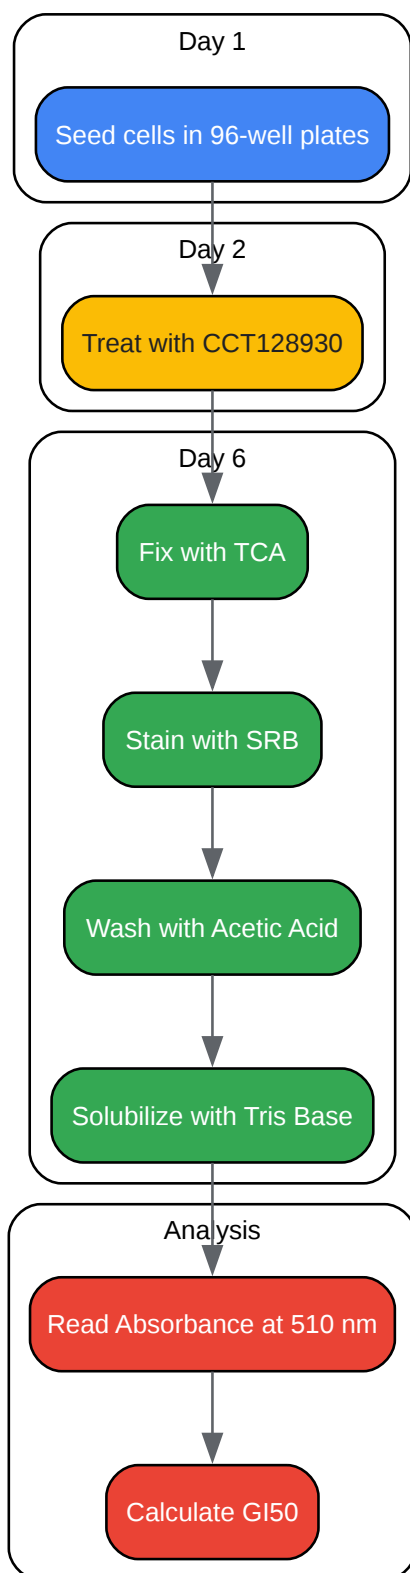 Day 1
Seed cells in 96-well plates
Day 2
Treat with CCT128930
Day 6
Fix with TCA
Stain with SRB
Wash with Acetic Acid
Solubilize with Tris Base
Analysis
Read Absorbance at 510 nm
Calculate GI50